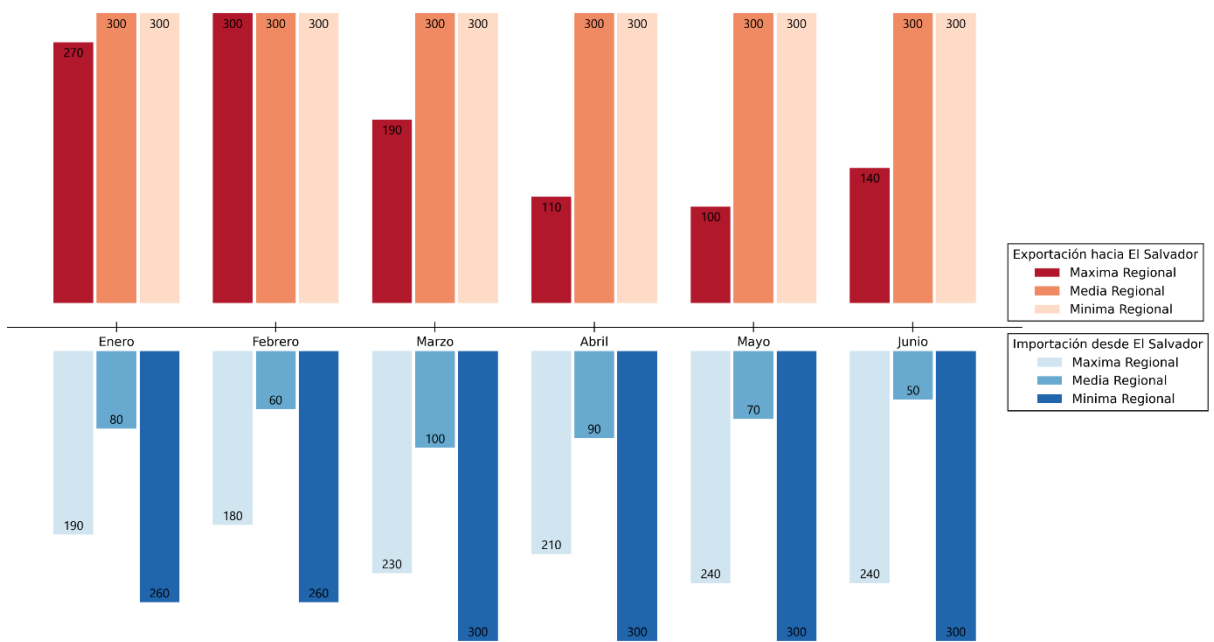 300 300 300 300 300 300 300 300 300 300 300 300 300
270
190
110
100
140
Exportación hacia El Salvador
Maxima Regional
Media Regional
Minima Regional
Enero Febrero Marzo Abril Mayo Junio
Importación desde El Salvador
Maxima Regional
Media Regional
Minima Regional
80 60 100 90 70 50
190 180 230 210 240 240
260 260 300 300 300 300